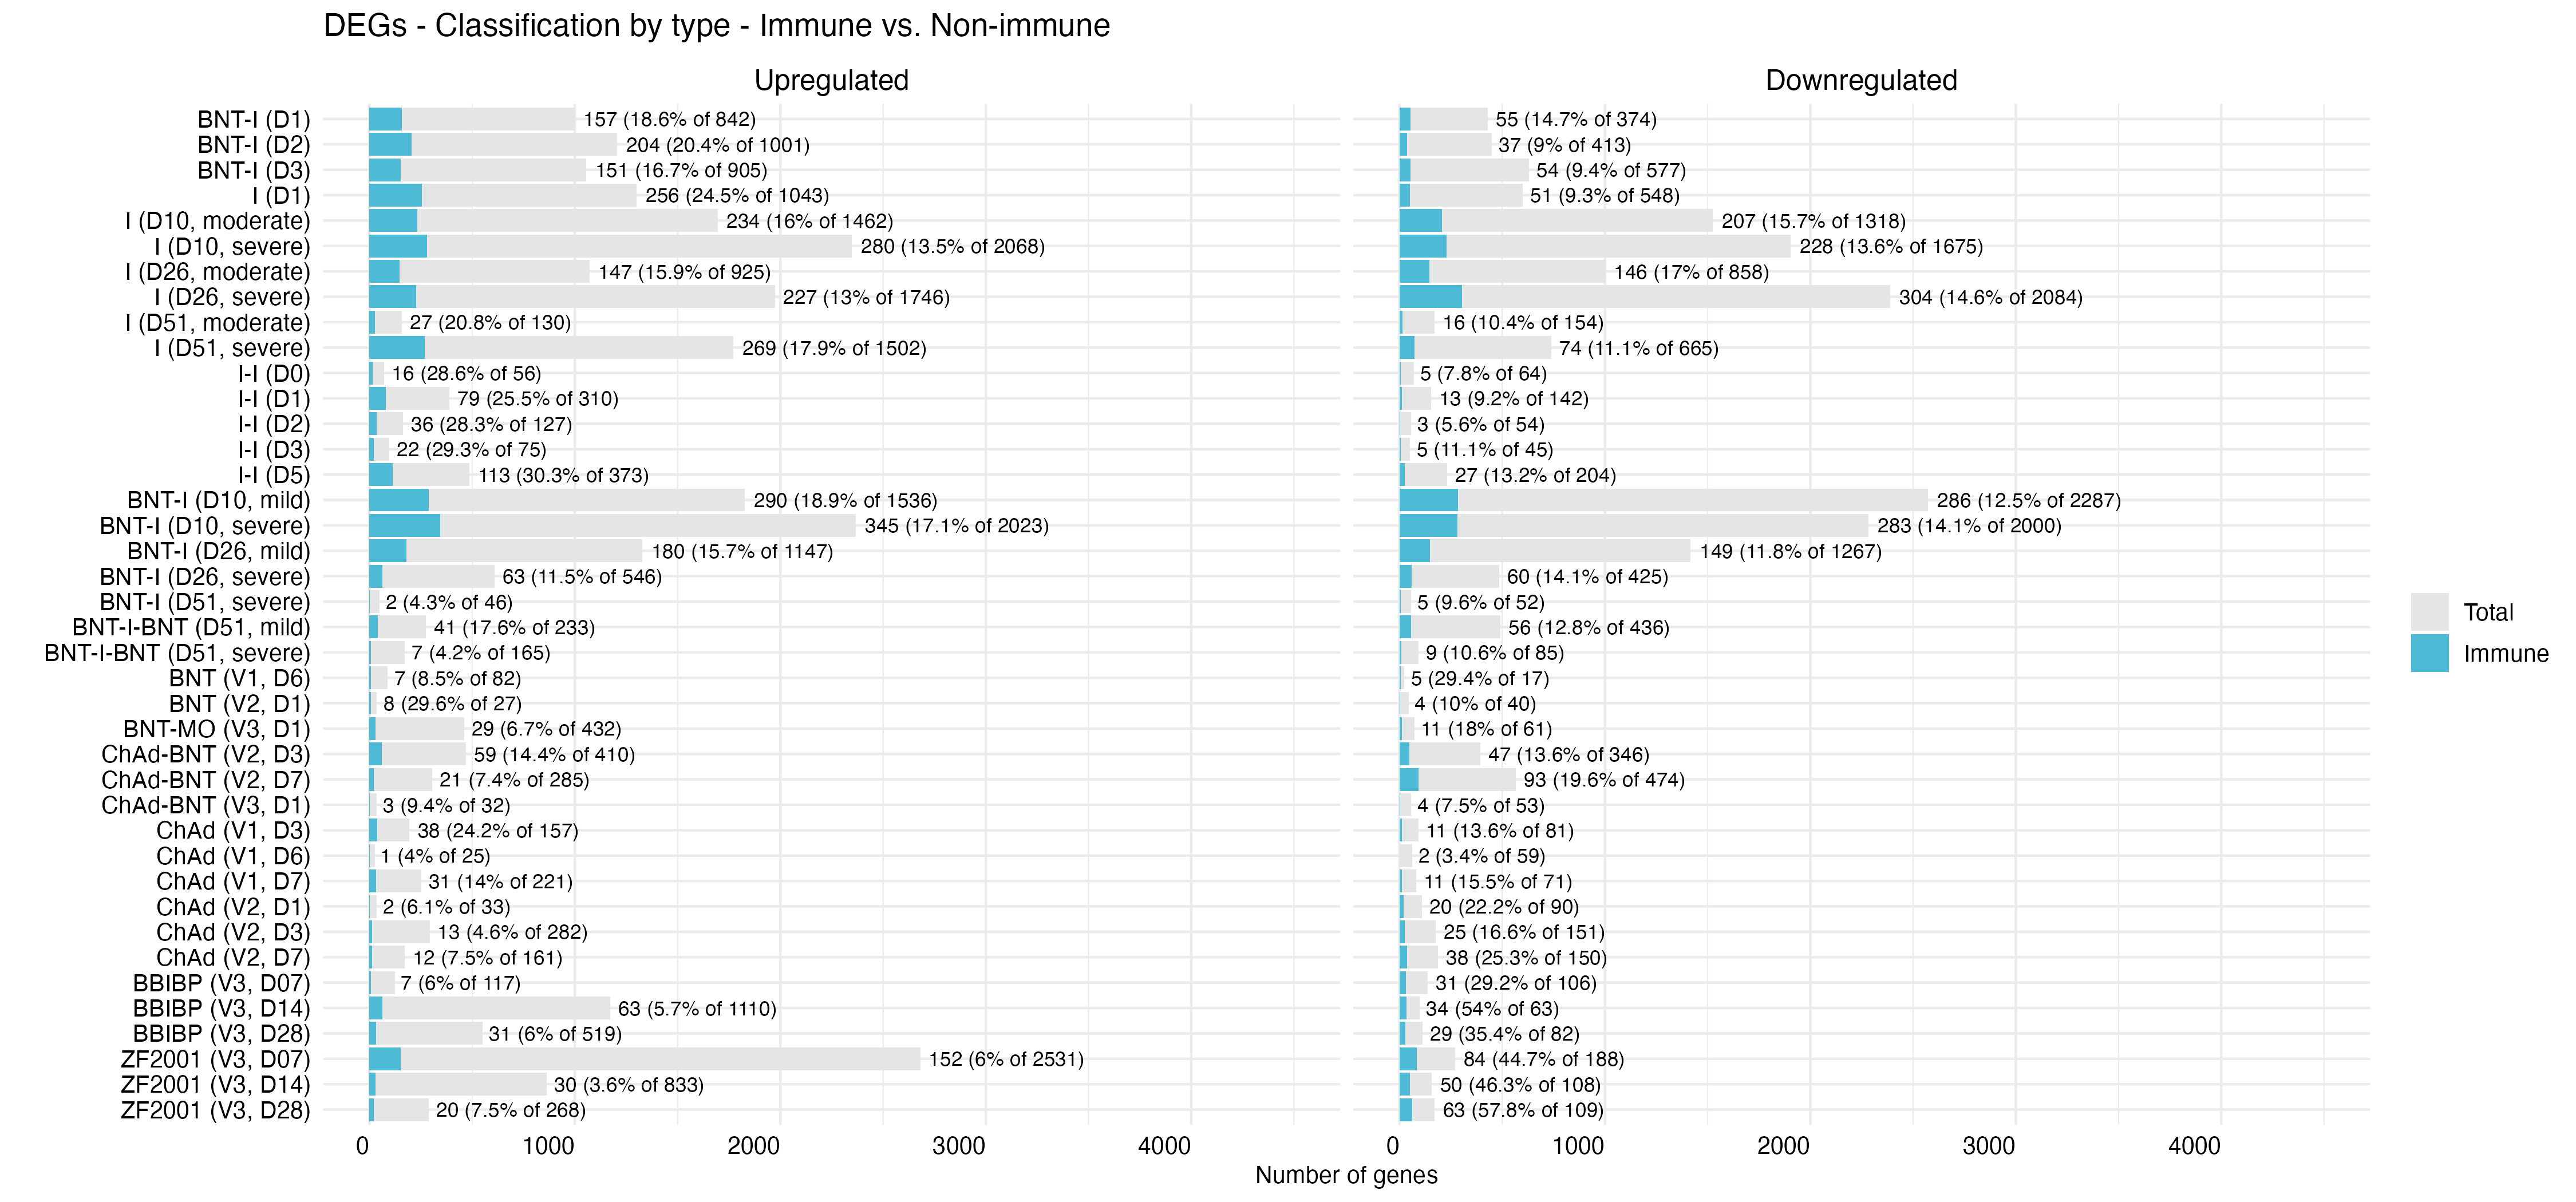 DEGs - Classification by type - Immune vs. Non-immune
Upregulated
Downregulated
BNT-I (D1) 157 (18.6% of 842) 55 (14.7% of 374)
BNT-I (D2) 204 (20.4% of 1001) 37 (9% of 413)
BNT-I (D3) 151 (16.7% of 905) 54 (9.4% of 577)
I (D1) 256 (24.5% of 1043) 51 (9.3% of 548)
I (D10, moderate) 234 (16% of 1462) 207 (15.7% of 1318)
I (D10, severe) 280 (13.5% of 2068) 228 (13.6% of 1675)
I (D26, moderate) 147 (15.9% of 925) 146 (17% of 858)
I (D26, severe) 227 (13% of 1746) 304 (14.6% of 2084)
I (D51, moderate) 27 (20.8% of 130) 16 (10.4% of 154)
I (D51, severe) 269 (17.9% of 1502) 74 (11.1% of 665)
I-I (D0) 16 (28.6% of 56) 5 (7.8% of 64)
I-I (D1) 79 (25.5% of 310) 13 (9.2% of 142)
I-I (D2) 36 (28.3% of 127) 3 (5.6% of 54)
I-I (D3) 22 (29.3% of 75) 5 (11.1% of 45)
I-I (D5) 113 (30.3% of 373) 27 (13.2% of 204)
BNT-I (D10, mild) 290 (18.9% of 1536) 286 (12.5% of 2287)
BNT-I (D10, severe) 345 (17.1% of 2023) 283 (14.1% of 2000)
BNT-I (D26, mild) 180 (15.7% of 1147) 149 (11.8% of 1267)
BNT-I (D26, severe) 63 (11.5% of 546) 60 (14.1% of 425)
BNT-I (D51, severe) 2 (4.3% of 46) 5 (9.6% of 52)
BNT-I-BNT (D51, mild) 41 (17.6% of 233) 56 (12.8% of 436)
BNT-I-BNT (D51, severe) 7 (4.2% of 165) 9 (10.6% of 85)
BNT (V1, D6) 7 (8.5% of 82) 5 (29.4% of 17)
BNT (V2, D1) 8 (29.6% of 27) 4 (10% of 40)
BNT-MO (V3, D1) 29 (6.7% of 432) 11 (18% of 61)
ChAd-BNT (V2, D3) 59 (14.4% of 410) 47 (13.6% of 346)
ChAd-BNT (V2, D7) 21 (7.4% of 285) 93 (19.6% of 474)
ChAd-BNT (V3, D1) 3 (9.4% of 32) 4 (7.5% of 53)
ChAd (V1, D3) 38 (24.2% of 157) 11 (13.6% of 81)
ChAd (V1, D6) 1 (4% of 25) 2 (3.4% of 59)
ChAd (V1, D7) 31 (14% of 221) 11 (15.5% of 71)
ChAd (V2, D1) 2 (6.1% of 33) 20 (22.2% of 90)
ChAd (V2, D3) 13 (4.6% of 282) 25 (16.6% of 151)
ChAd (V2, D7) 12 (7.5% of 161) 38 (25.3% of 150)
BBIBP (V3, D07) 7 (6% of 117) 31 (29.2% of 106)
BBIBP (V3, D14) 63 (5.7% of 1110) 34 (54% of 63)
BBIBP (V3, D28) 31 (6% of 519) 29 (35.4% of 82)
ZF2001 (V3, D07) 152 (6% of 2531) 84 (44.7% of 188)
ZF2001 (V3, D14) 30 (3.6% of 833) 50 (46.3% of 108)
ZF2001 (V3, D28) 20 (7.5% of 268) 63 (57.8% of 109)
0 1000 2000 3000 4000 0 1000 2000 3000 4000
Number of genes
Total
Immune